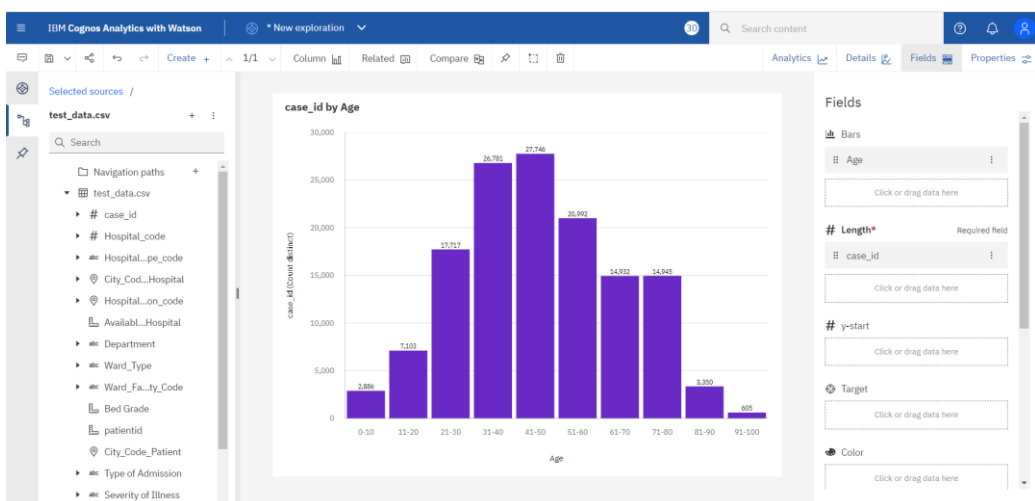 IBM Cognos Analytics with Watson
* New exploration
30
Search content
Create +
1/1
Column
Related
Compare
Analytics
Details
Fields
Properties
Selected sources /
test_data.csv
Search
Navigation paths
test_data.csv
# case_id
# Hospital_code
abc Hospital...pe_code
City_Cod...Hospital
Hospital...on_code
Availabl...Hospital
abc Department
abc Ward_Type
abc Ward_Fa...ty_Code
Bed Grade
patientid
City_Code_Patient
abc Type of Admission
abc Severity of Illness
case_id by Age
case_id (Count distinct)
30,000
25,000
20,000
15,000
10,000
5,000
0
2,886
7,103
17,717
26,781
27,746
20,992
14,932
14,945
3,350
605
0-10
11-20
21-30
31-40
41-50
51-60
61-70
71-80
81-90
91-100
Age
Fields
Bars
Age
Click or drag data here
# Length*
Required field
case_id
Click or drag data here
# y-start
Click or drag data here
Target
Click or drag data here
Color
Click or drag data here